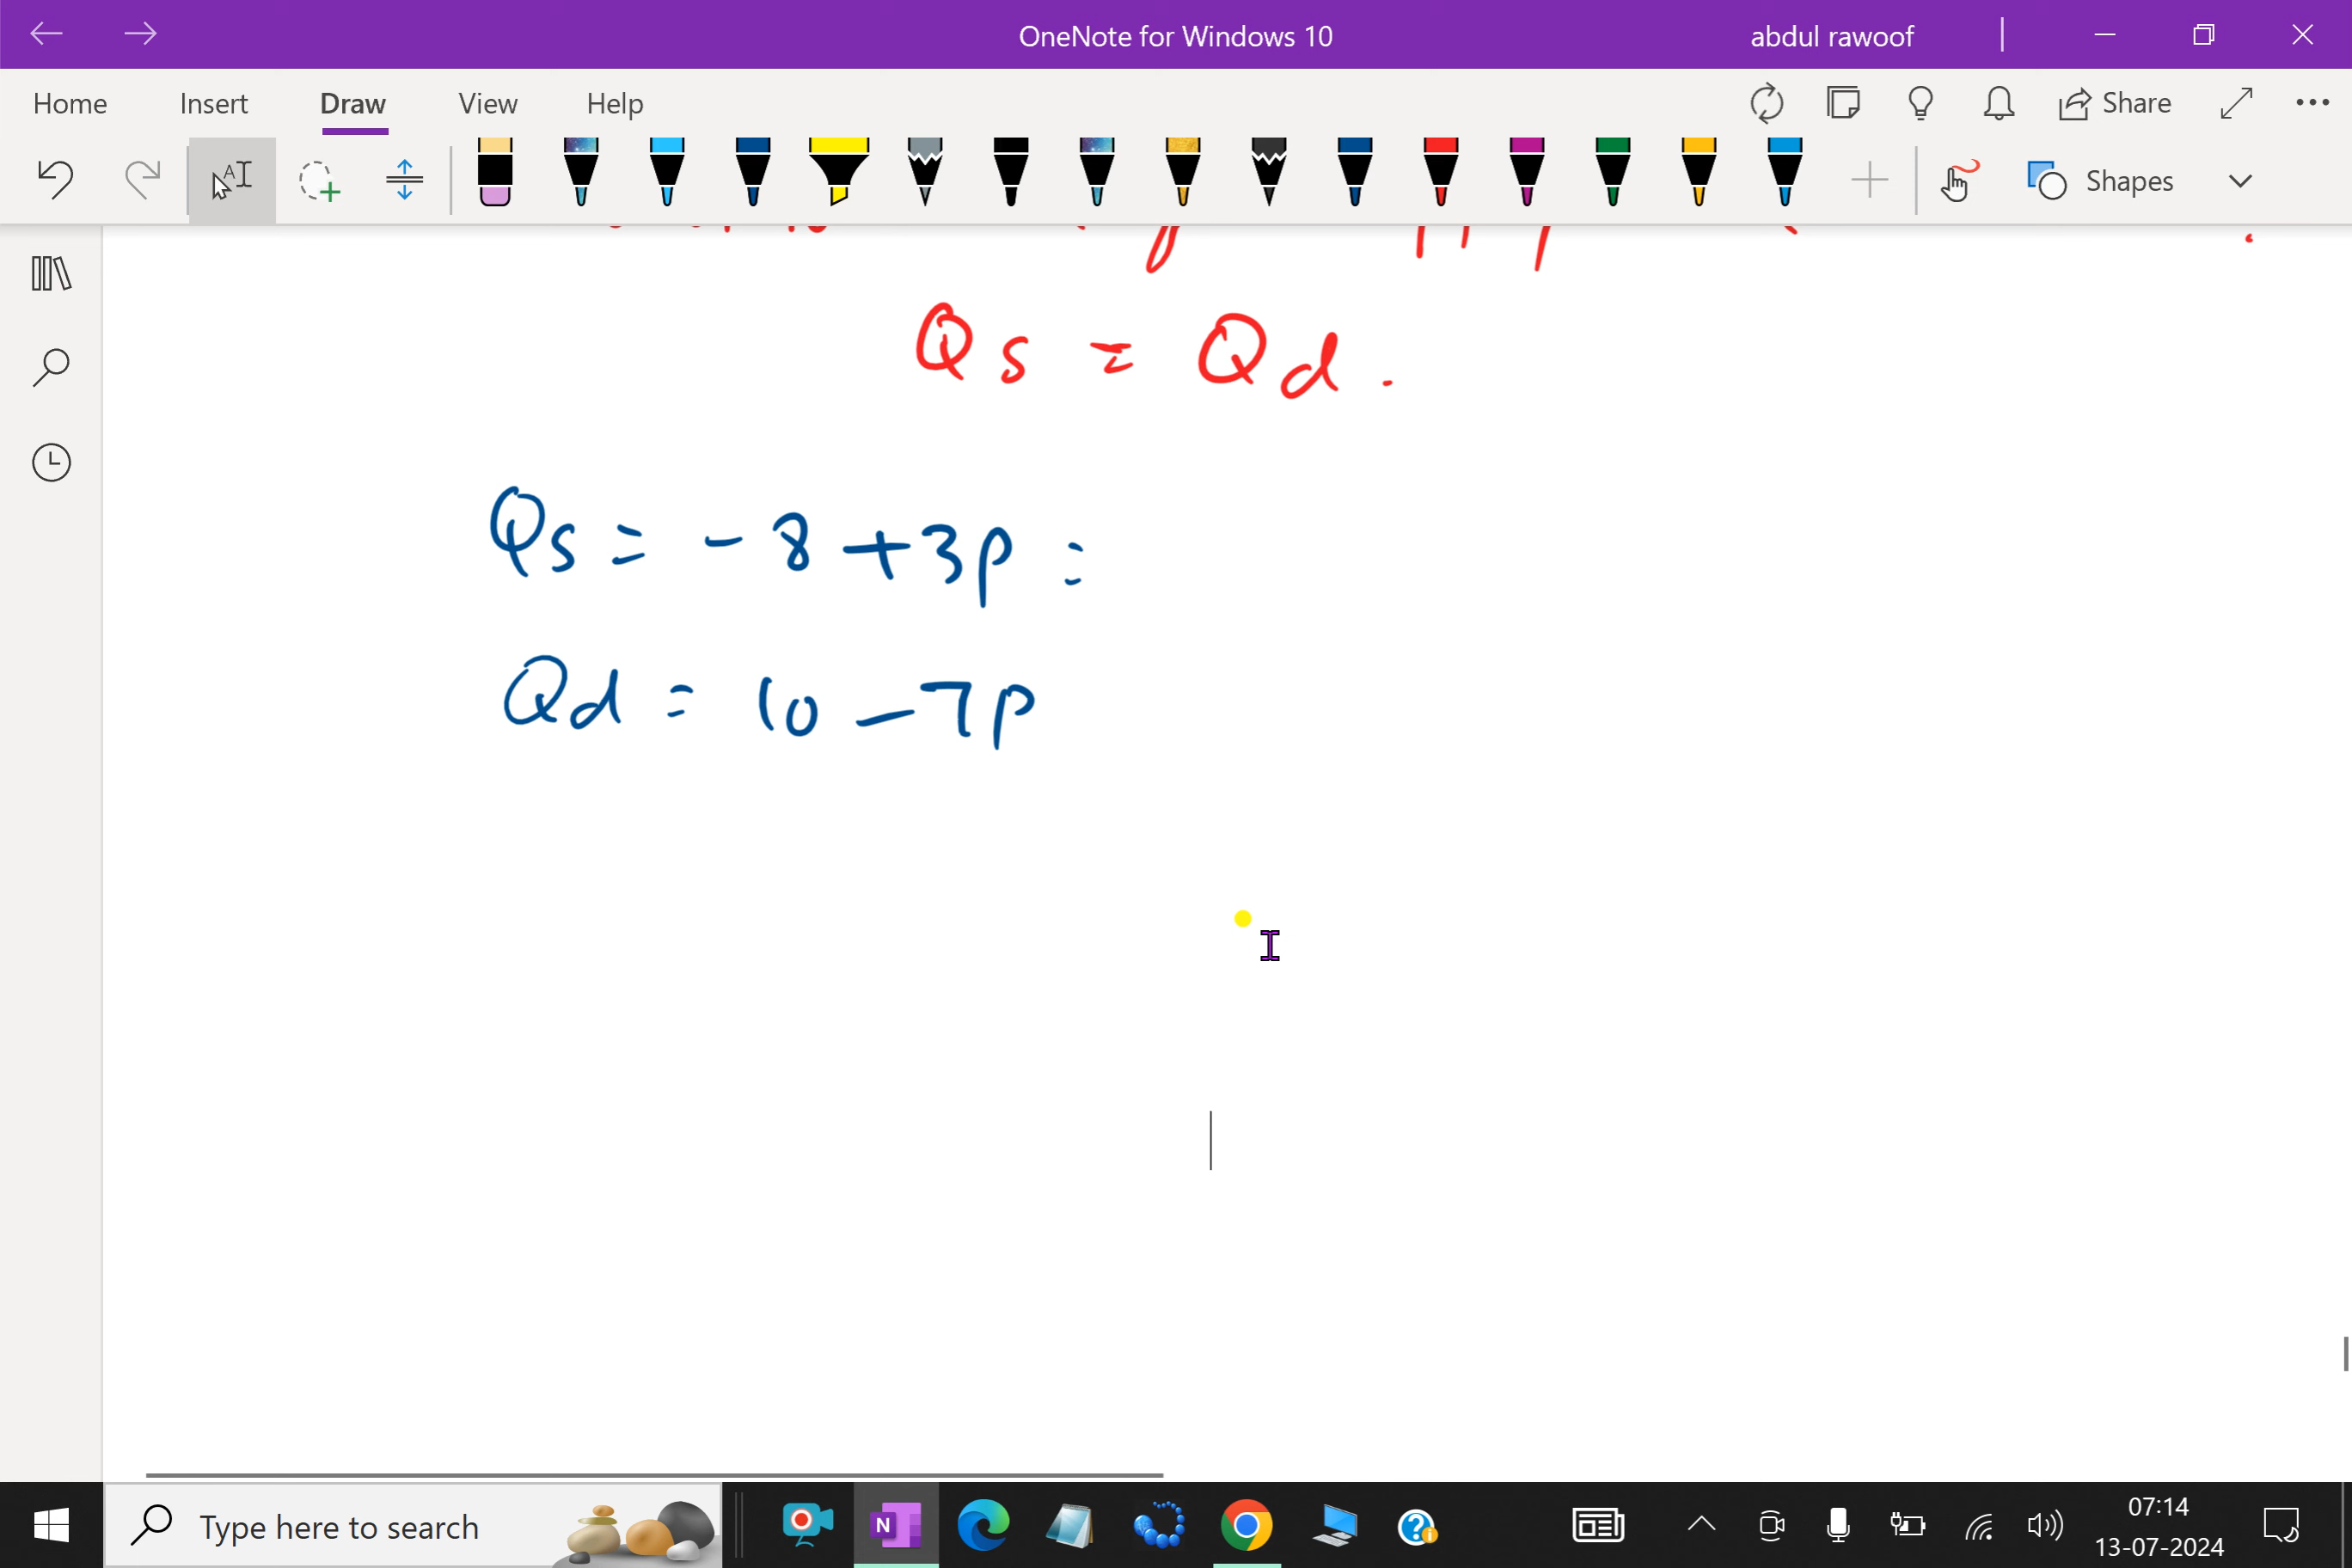 OneNote for Windows 10
abdul rawoof
Home Insert Draw View Help
Share
Shapes
Qs = Qd.
Qs = -8 + 3p =
Qd = 10 - 7p
N
Type here to search
07:14
13-07-2024